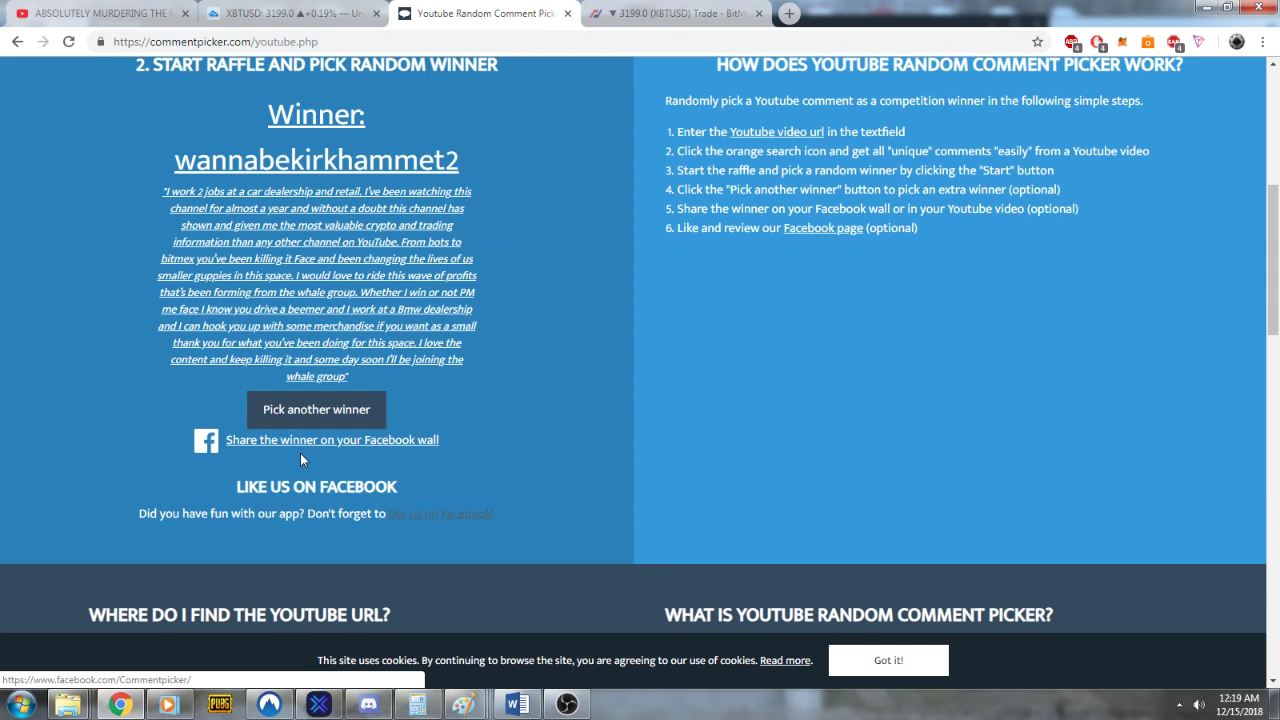 ABSOLUTELY MURDERING THE
XBTUSD: 3199.0 ▲+0.19% — Un
Youtube Random Comment Pick
▼ 3199.0 (XBTUSD) Trade - BitM
https://commentpicker.com/youtube.php
2. START RAFFLE AND PICK RANDOM WINNER
Winner:
wannabekirkhammet2
"I work 2 jobs at a car dealership and retail. I've been watching this
channel for almost a year and without a doubt this channel has
shown and given me the most valuable crypto and trading
information than any other channel on YouTube. From bots to
bitmex you've been killing it Face and been changing the lives of us
smaller guppies in this space. I would love to ride this wave of profits
that's been forming from the whale group. Whether I win or not PM
me face I know you drive a beemer and I work at a Bmw dealership
and I can hook you up with some merchandise if you want as a small
thank you for what you've been doing for this space. I love the
content and keep killing it and some day soon I'll be joining the
whale group"
Pick another winner
Share the winner on your Facebook wall
LIKE US ON FACEBOOK
Did you have fun with our app? Don't forget to like us on Facebook!
HOW DOES YOUTUBE RANDOM COMMENT PICKER WORK?
Randomly pick a Youtube comment as a competition winner in the following simple steps.
1. Enter the Youtube video url in the textfield
2. Click the orange search icon and get all "unique" comments "easily" from a Youtube video
3. Start the raffle and pick a random winner by clicking the "Start" button
4. Click the "Pick another winner" button to pick an extra winner (optional)
5. Share the winner on your Facebook wall or in your Youtube video (optional)
6. Like and review our Facebook page (optional)
WHERE DO I FIND THE YOUTUBE URL?
WHAT IS YOUTUBE RANDOM COMMENT PICKER?
This site uses cookies. By continuing to browse the site, you are agreeing to our use of cookies. Read more.
Got it!
https://www.facebook.com/Commentpicker/
PUBG
12:19 AM
12/15/2018